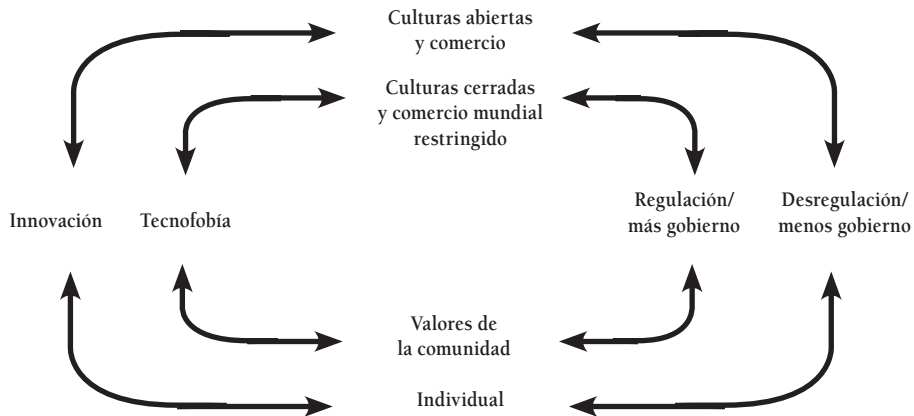 Culturas abiertas
y comercio
Culturas cerradas
y comercio mundial
restringido
Innovación
Tecnofobía
Regulación/
más gobierno
Desregulación/
menos gobierno
Valores de
la comunidad
Individual